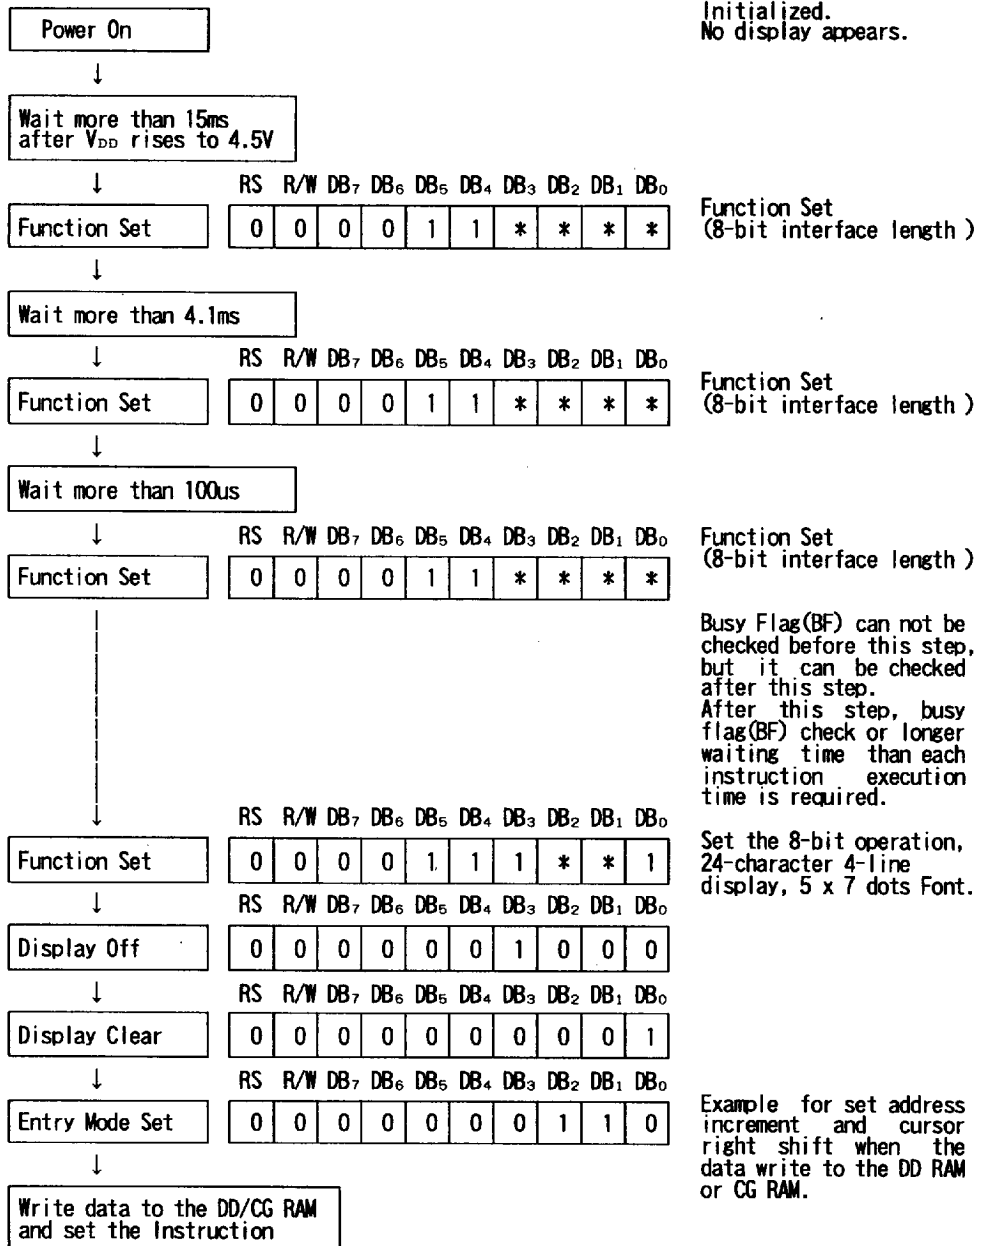 Initialized.
Power On
No display appears.
↓
Wait more than 15ms
after VDD rises to 4.5V
↓
RS R/W DB7 DB6 DB5 DB4 DB3 DB2 DB1 DB0
Function Set 0 0 0 0 1 1 * * * *
Function Set
(8-bit interface length )
↓
Wait more than 4.1ms
↓
RS R/W DB7 DB6 DB5 DB4 DB3 DB2 DB1 DB0
Function Set 0 0 0 0 1 1 * * * *
Function Set
(8-bit interface length )
↓
Wait more than 100us
↓
RS R/W DB7 DB6 DB5 DB4 DB3 DB2 DB1 DB0
Function Set 0 0 0 0 1 1 * * * *
Function Set
(8-bit interface length )
Busy Flag(BF) can not be
checked before this step,
but it can be checked
after this step.
After this step, busy
flag(BF) check or longer
waiting time than each
instruction execution
time is required.
↓
RS R/W DB7 DB6 DB5 DB4 DB3 DB2 DB1 DB0
Function Set 0 0 0 0 1 1 1 * * 1
Set the 8-bit operation,
24-character 4-line
display, 5 x 7 dots Font.
↓
RS R/W DB7 DB6 DB5 DB4 DB3 DB2 DB1 DB0
Display Off 0 0 0 0 0 0 1 0 0 0
↓
RS R/W DB7 DB6 DB5 DB4 DB3 DB2 DB1 DB0
Display Clear 0 0 0 0 0 0 0 0 0 1
↓
RS R/W DB7 DB6 DB5 DB4 DB3 DB2 DB1 DB0
Entry Mode Set 0 0 0 0 0 0 0 1 1 0
Example for set address
increment and cursor
right shift when the
data write to the DD RAM
or CG RAM.
↓
Write data to the DD/CG RAM
and set the Instruction